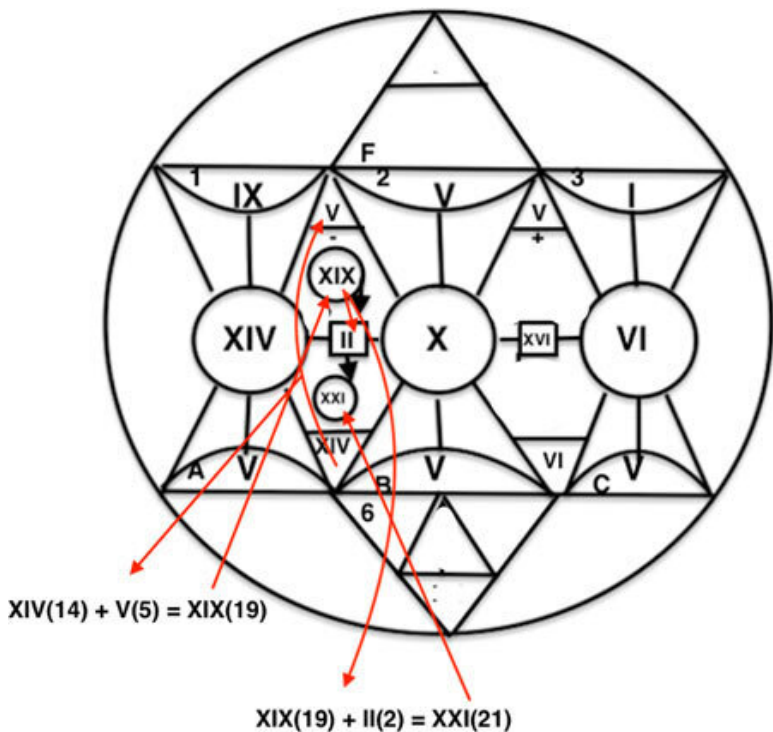 F
1 2 3
IX V I
V V
- +
XIX
XIV II X XVI VI
XXI
XIV VI
A V B V C V
6
XIV(14) + V(5) = XIX(19)
XIX(19) + II(2) = XXI(21)